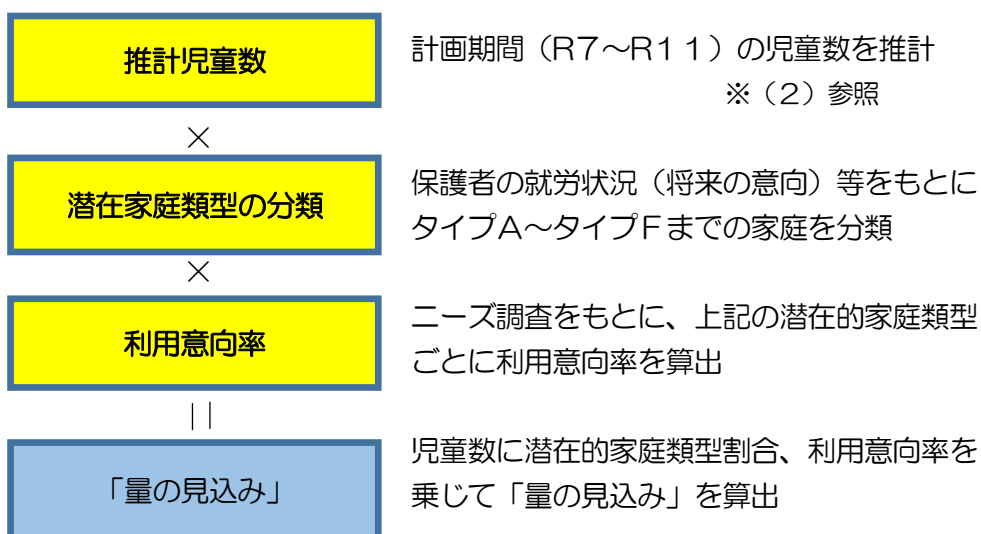 推計児童数
計画期間（R7～R11）の児童数を推計
※（2）参照
×
潜在家庭類型の分類
保護者の就労状況（将来の意向）等をもとに
タイプA～タイプFまでの家庭を分類
×
利用意向率
ニーズ調査をもとに、上記の潜在的家庭類型
ごとに利用意向率を算出
||
「量の見込み」
児童数に潜在的家庭類型割合、利用意向率を
乗じて「量の見込み」を算出